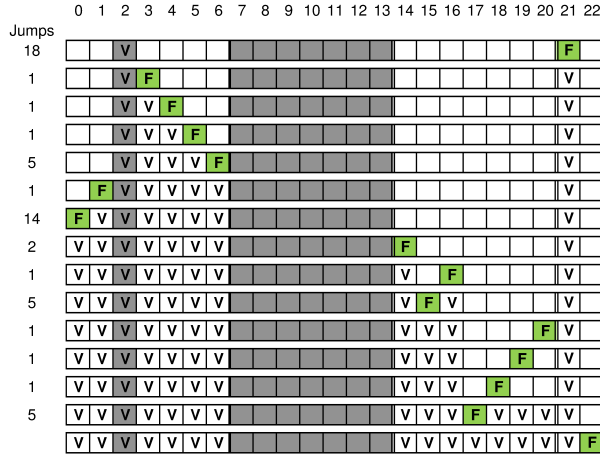 0 1 2 3 4 5 6 7 8 9 10 11 12 13 14 15 16 17 18 19 20 21 22
Jumps
18 V F
1 V F V
1 V V F V
1 V V V F V
5 V V V V F V
1 F V V V V V V
14 F V V V V V V V
2 V V V V V V V F V
1 V V V V V V V V F V
5 V V V V V V V V F V V
1 V V V V V V V V V V F V
1 V V V V V V V V V V F V
1 V V V V V V V V V V F V
5 V V V V V V V V V V F V V V V
V V V V V V V V V V V V V V V F